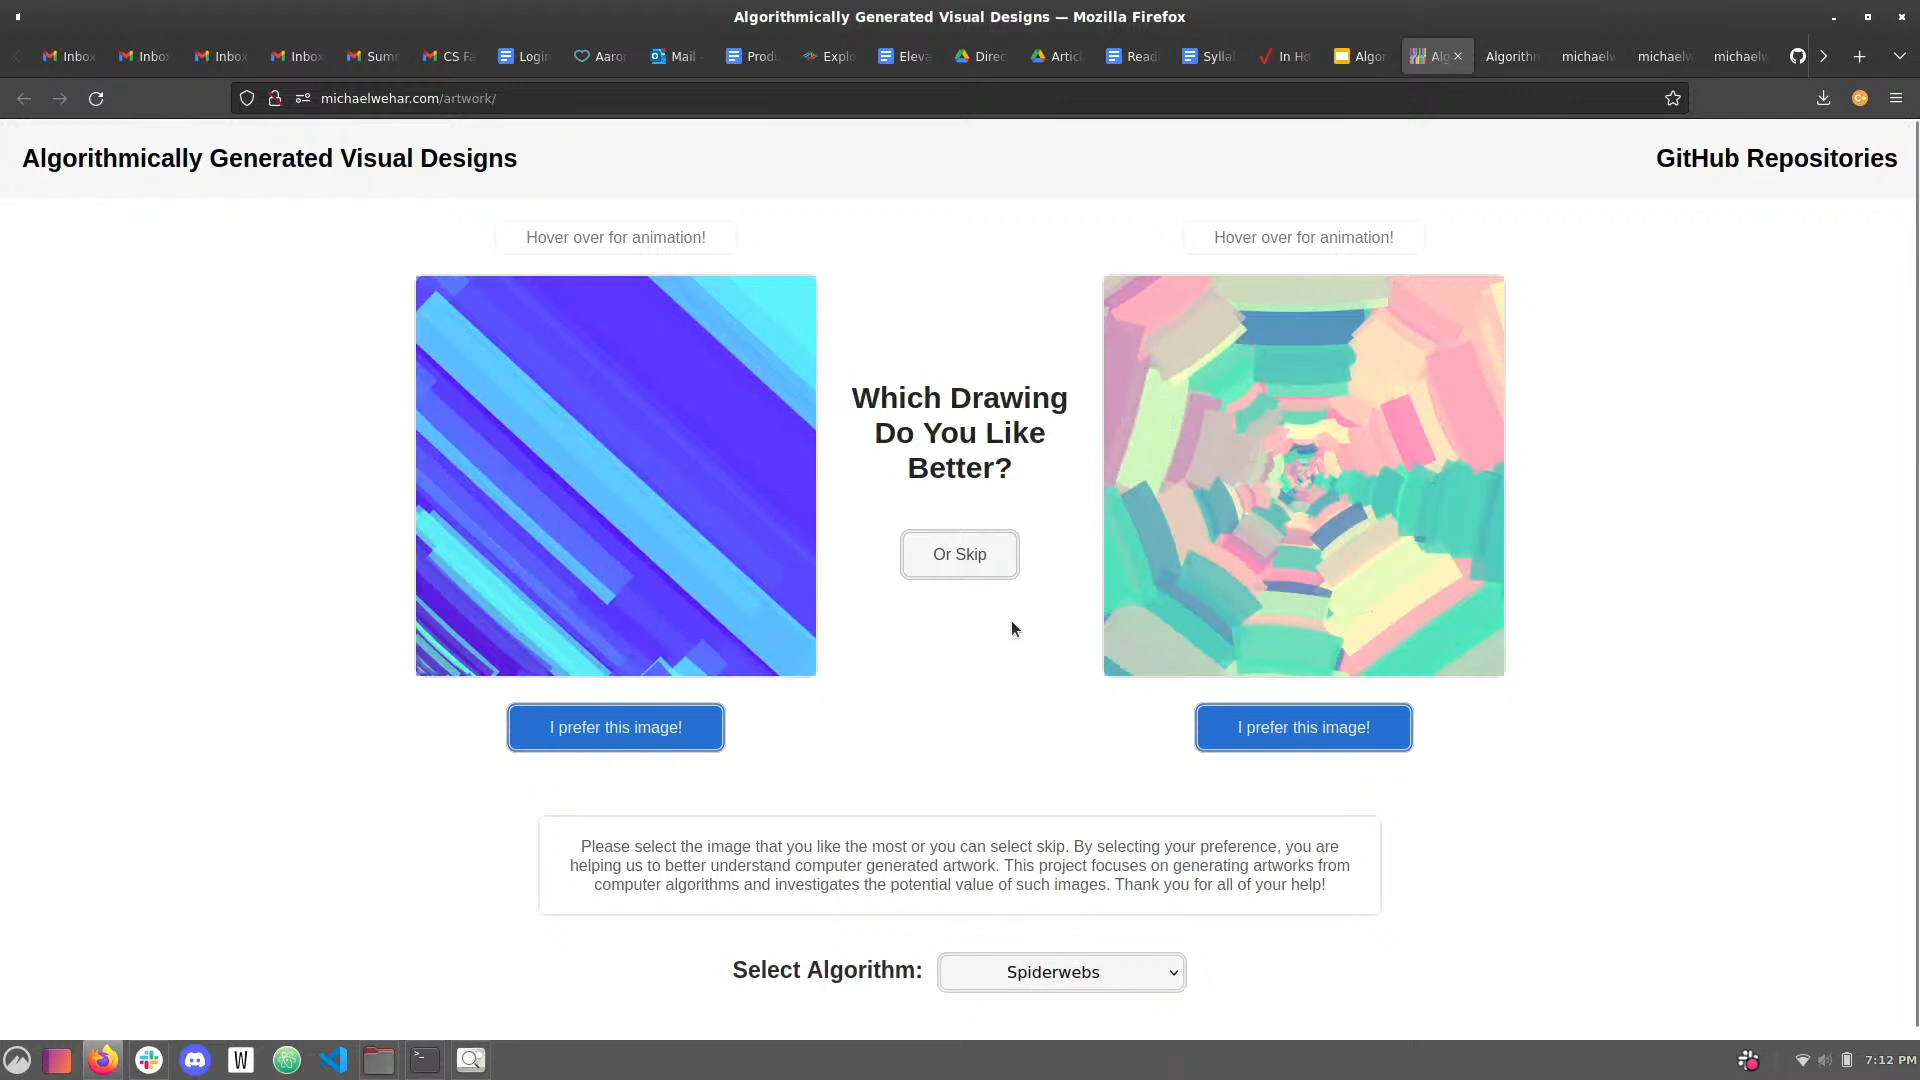 Algorithmically Generated Visual Designs — Mozilla Firefox
Inbox Inbox Inbox Inbox Sum CS Fa Login Aaron Mail Produ Explo Eleva Direc Artic Readi Sylla In Ho Algor Alg Algorithm michaelw michaelw michaelw
michaelwehar.com/artwork/
Algorithmically Generated Visual Designs
GitHub Repositories
Hover over for animation!
Hover over for animation!
Which Drawing
Do You Like
Better?
Or Skip
I prefer this image!
I prefer this image!
Please select the image that you like the most or you can select skip. By selecting your preference, you are
helping us to better understand computer generated artwork. This project focuses on generating artworks from
computer algorithms and investigates the potential value of such images. Thank you for all of your help!
Select Algorithm:
Spiderwebs
W
7:12 PM